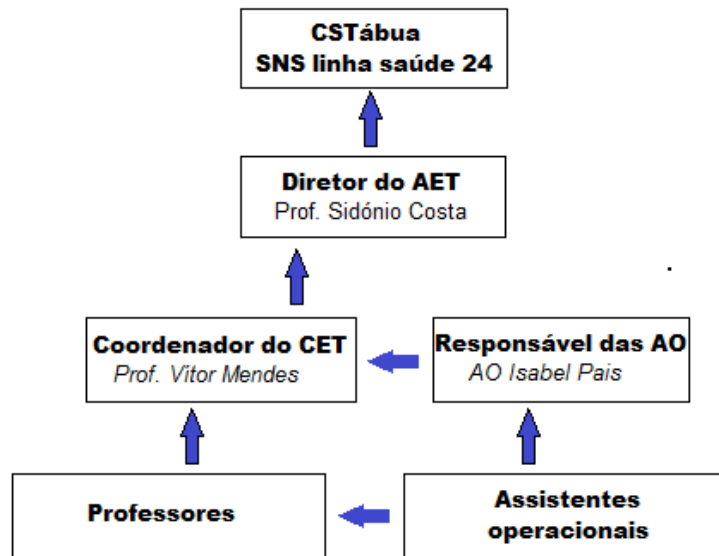 CSTábua
SNS linha saúde 24
Diretor do AET
Prof. Sidónio Costa
Coordenador do CET
Prof. Vitor Mendes
Responsável das AO
AO Isabel Pais
Professores
Assistentes
operacionais